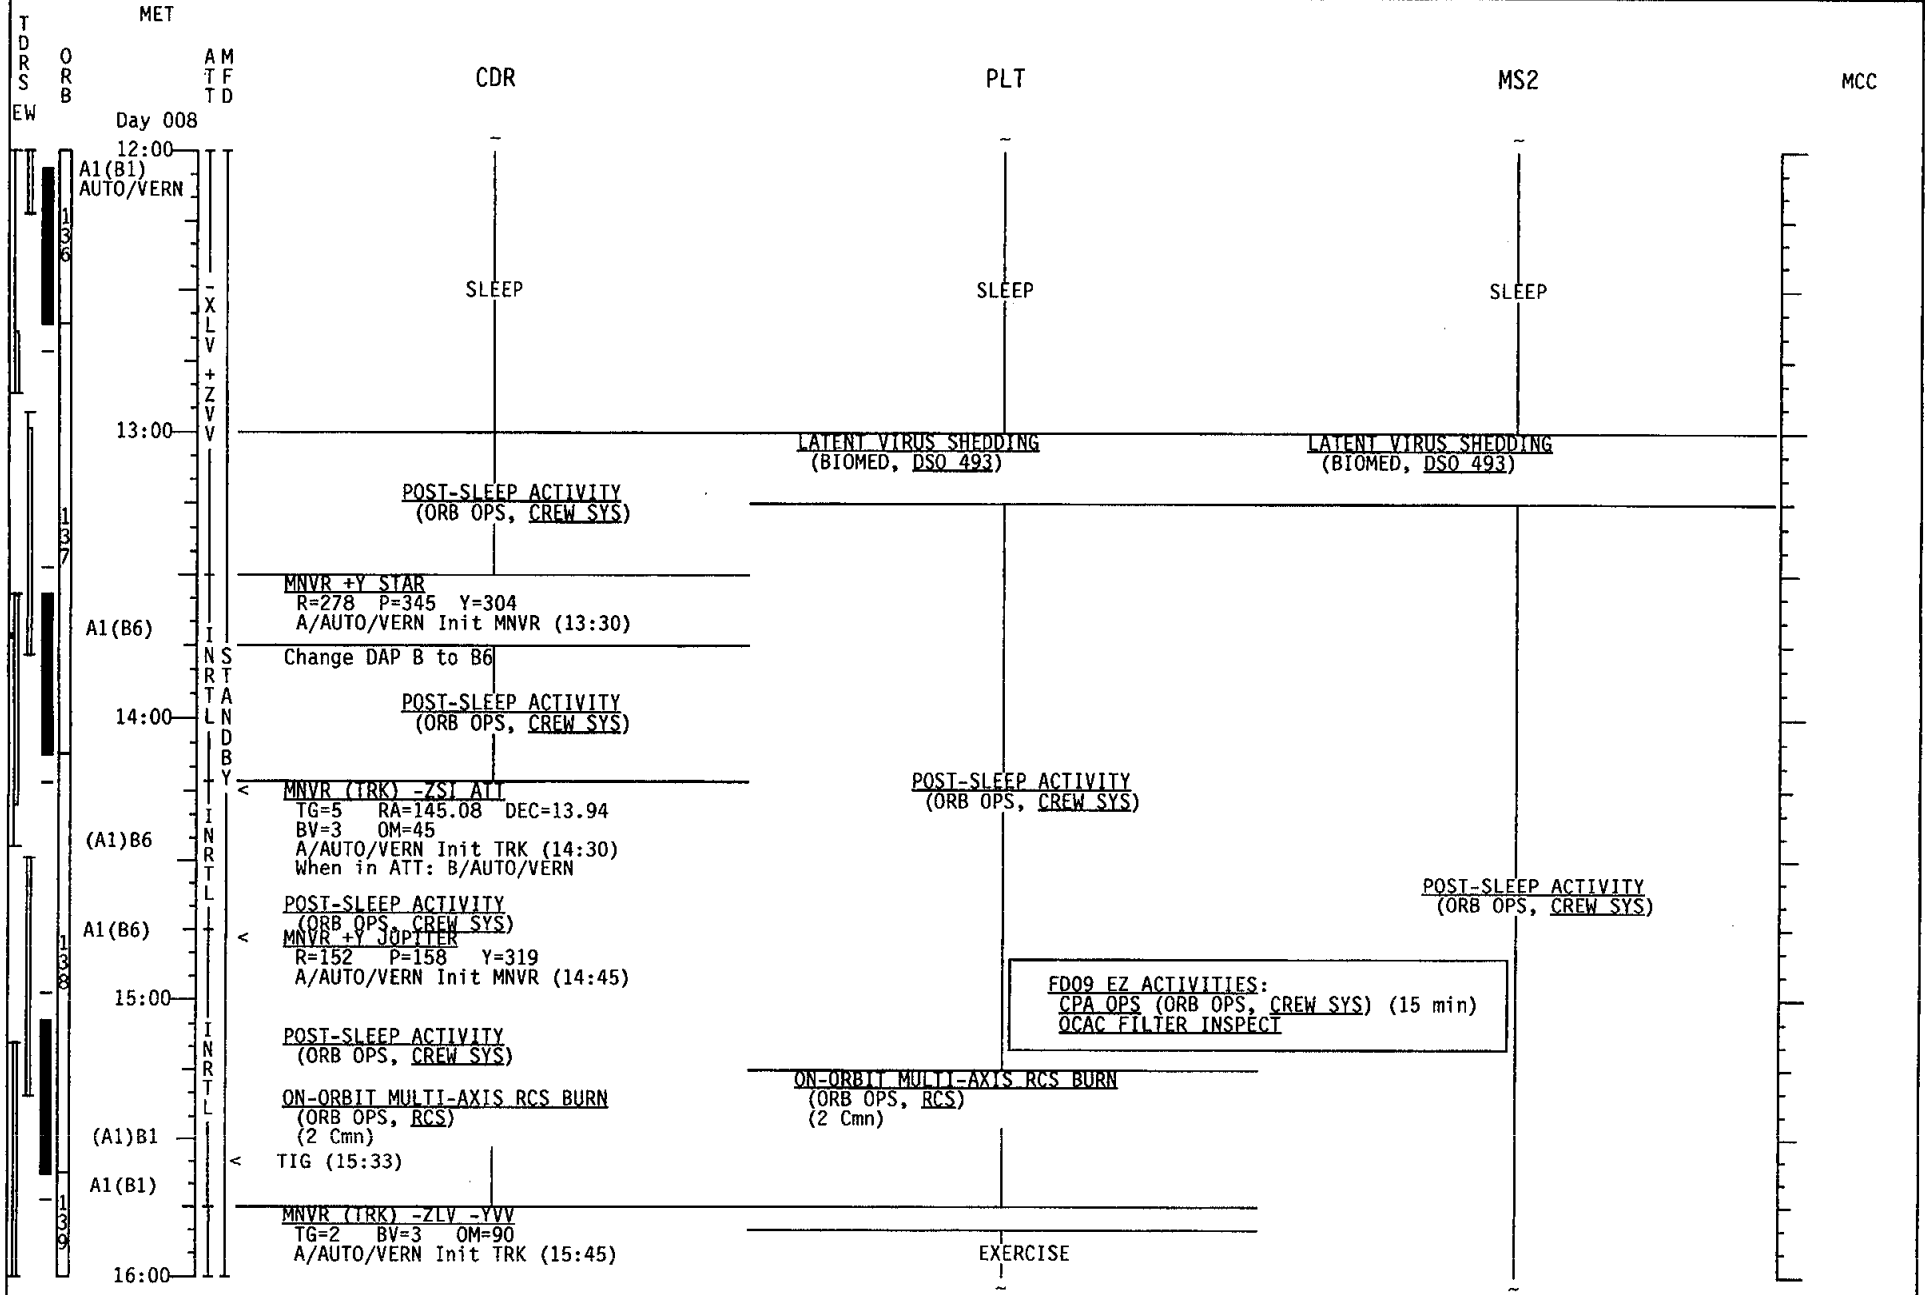 MET
TDRS
ORB
ATT
MFD
CDR
PLT
MS2
MCC
EW
Day 008
~
~
~
12:00
A1(B1)
AUTO/VERN
136
SLEEP
SLEEP
SLEEP
-XLV +ZVV
13:00
LATENT VIRUS SHEDDING
(BIOMED, DSO 493)
LATENT VIRUS SHEDDING
(BIOMED, DSO 493)
POST-SLEEP ACTIVITY
(ORB OPS, CREW SYS)
137
MNVR +Y STAR
R=278 P=345 Y=304
A/AUTO/VERN Init MNVR (13:30)
A1(B6)
INRTL
STANDBY
Change DAP B to B6
POST-SLEEP ACTIVITY
(ORB OPS, CREW SYS)
14:00
< MNVR (TRK) -ZSI ATT
TG=5 RA=145.08 DEC=13.94
BV=3 OM=45
A/AUTO/VERN Init TRK (14:30)
When in ATT: B/AUTO/VERN
POST-SLEEP ACTIVITY
(ORB OPS, CREW SYS)
(A1)B6
INRTL
POST-SLEEP ACTIVITY
(ORB OPS, CREW SYS)
POST-SLEEP ACTIVITY
(ORB OPS, CREW SYS)
A1(B6)
< MNVR +Y JUPITER
R=152 P=158 Y=319
A/AUTO/VERN Init MNVR (14:45)
138
FD09 EZ ACTIVITIES:
CPA OPS (ORB OPS, CREW SYS) (15 min)
OCAC FILTER INSPECT
15:00
INRTL
POST-SLEEP ACTIVITY
(ORB OPS, CREW SYS)
ON-ORBIT MULTI-AXIS RCS BURN
(ORB OPS, RCS)
(2 Cmn)
ON-ORBIT MULTI-AXIS RCS BURN
(ORB OPS, RCS)
(2 Cmn)
(A1)B1
< TIG (15:33)
A1(B1)
139
MNVR (TRK) -ZLV -YVV
TG=2 BV=3 OM=90
A/AUTO/VERN Init TRK (15:45)
EXERCISE
16:00
~
~